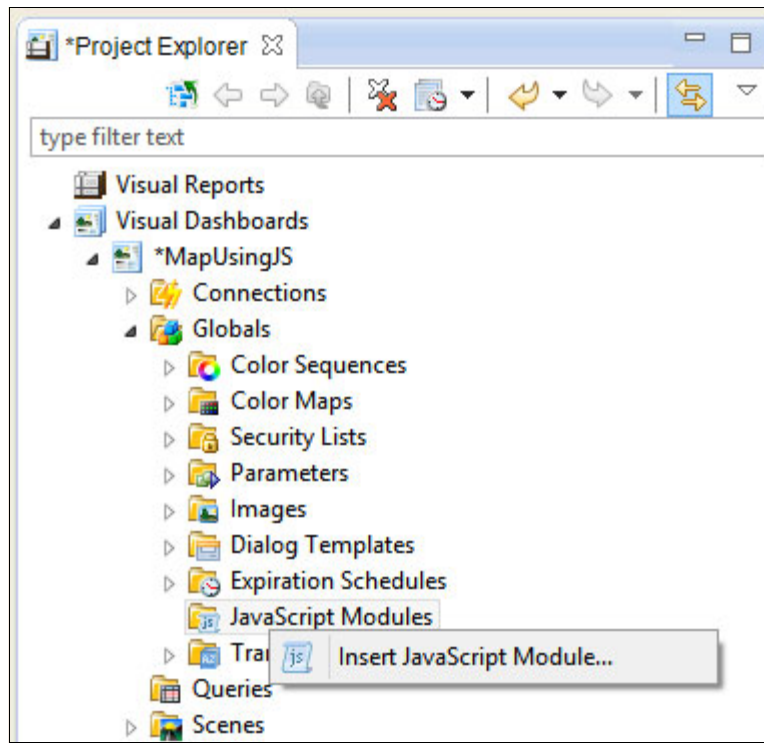 *Project Explorer
type filter text
Visual Reports
Visual Dashboards
*MapUsingJS
Connections
Globals
Color Sequences
Color Maps
Security Lists
Parameters
Images
Dialog Templates
Expiration Schedules
JavaScript Modules
Insert JavaScript Module...
Queries
Scenes